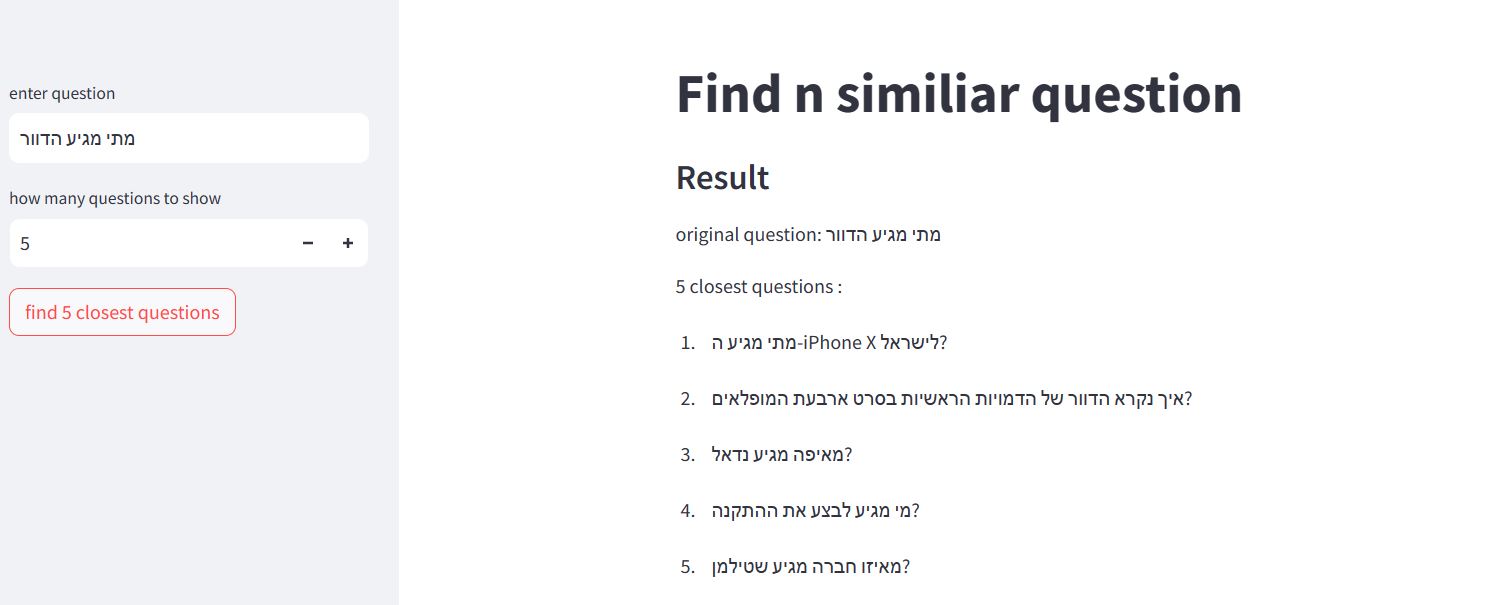 enter question
מתי מגיע הדוור
how many questions to show
5
find 5 closest questions
Find n similiar question
Result
original question: מתי מגיע הדוור
5 closest questions :
1. מתי מגיע ה-iPhone X לישראל?
2. איך נקרא הדוור של הדמויות הראשיות בסרט ארבעת המופלאים?
3. מאיפה מגיע נדאל?
4. מי מגיע לבצע את ההתקנה?
5. מאיזו חברה מגיע שטילמן?